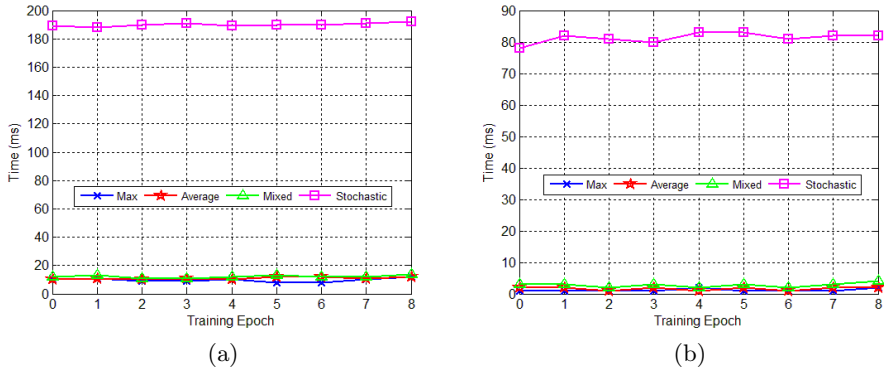 200
180
160
140
120
100
80
60
40
20
0
Time (ms)
Max Average Mixed Stochastic
0 1 2 3 4 5 6 7 8
Training Epoch
(a)
90
80
70
60
50
40
30
20
10
0
Time (ms)
Max Average Mixed Stochastic
0 1 2 3 4 5 6 7 8
Training Epoch
(b)